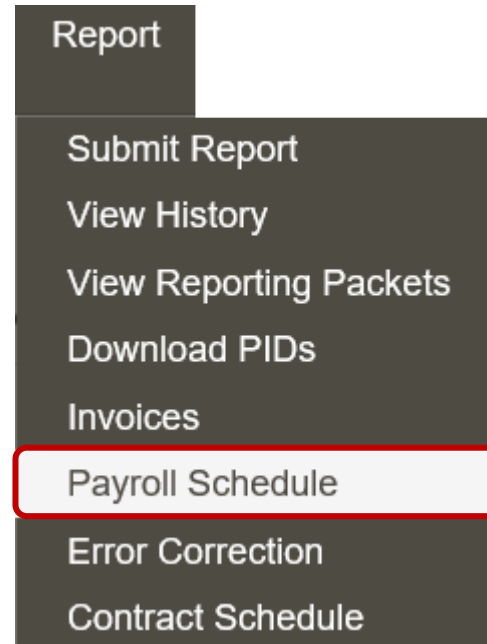 Report
Submit Report
View History
View Reporting Packets
Download PIDs
Invoices
Payroll Schedule
Error Correction
Contract Schedule